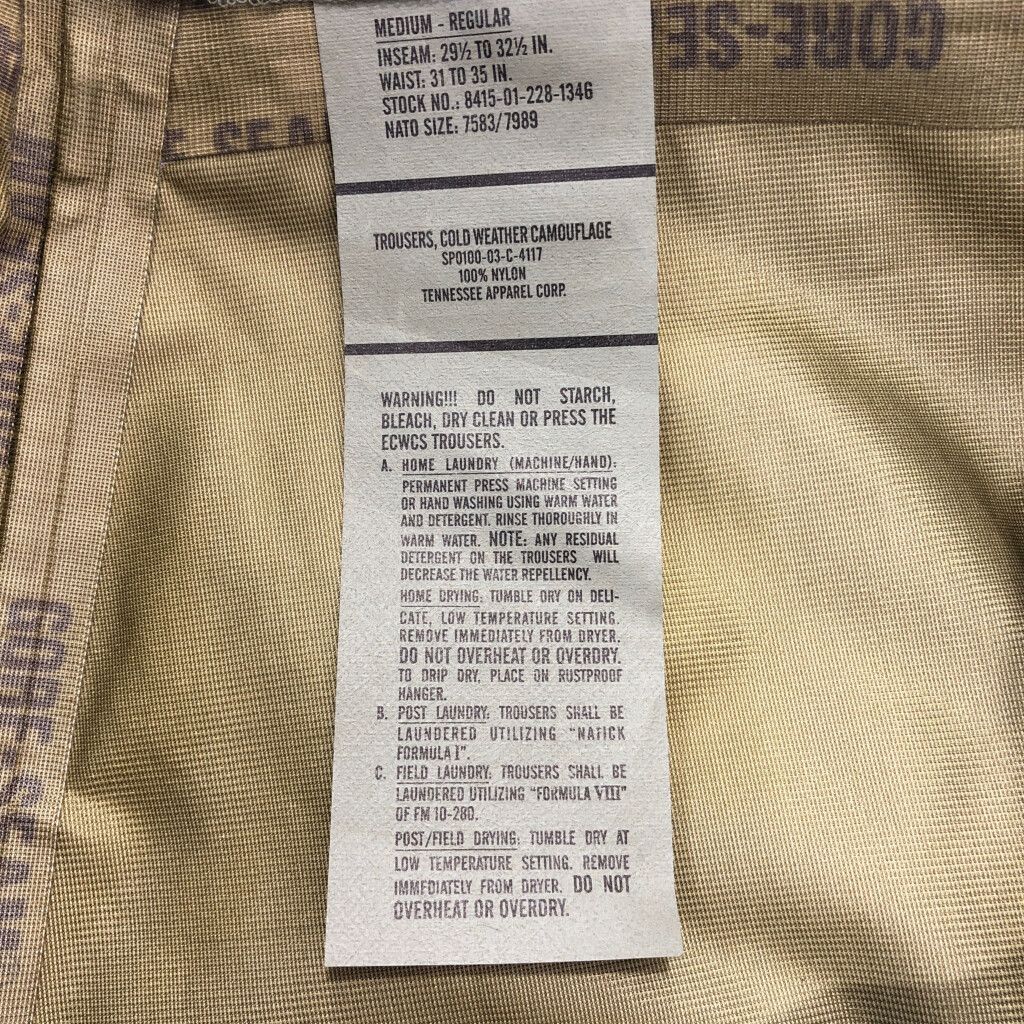 MEDIUM - REGULAR
INSEAM: 29½ TO 32½ IN.
WAIST: 31 TO 35 IN.
STOCK NO.: 8415-01-228-1346
NATO SIZE: 7583/7989
GORE-SE
SEA
TROUSERS, COLD WEATHER CAMOUFLAGE
SP0100-03-C-4117
100% NYLON
TENNESSEE APPAREL CORP.
WARNING!!! DO NOT STARCH,
BLEACH, DRY CLEAN OR PRESS THE
ECWCS TROUSERS.
A. HOME LAUNDRY (MACHINE/HAND):
PERMANENT PRESS MACHINE SETTING
OR HAND WASHING USING WARM WATER
AND DETERGENT. RINSE THOROUGHLY IN
WARM WATER. NOTE: ANY RESIDUAL
DETERGENT ON THE TROUSERS WILL
DECREASE THE WATER REPELLENCY.
HOME DRYING: TUMBLE DRY ON DELI-
CATE, LOW TEMPERATURE SETTING.
REMOVE IMMEDIATELY FROM DRYER.
DO NOT OVERHEAT OR OVERDRY.
TO DRIP DRY, PLACE ON RUSTPROOF
HANGER.
B. POST LAUNDRY: TROUSERS SHALL BE
LAUNDERED UTILIZING "NATICK
FORMULA I".
C. FIELD LAUNDRY: TROUSERS SHALL BE
LAUNDERED UTILIZING "FORMULA VIII"
OF FM 10-280.
POST/FIELD DRYING: TUMBLE DRY AT
LOW TEMPERATURE SETTING. REMOVE
IMMEDIATELY FROM DRYER. DO NOT
OVERHEAT OR OVERDRY.
GORE-SEAM